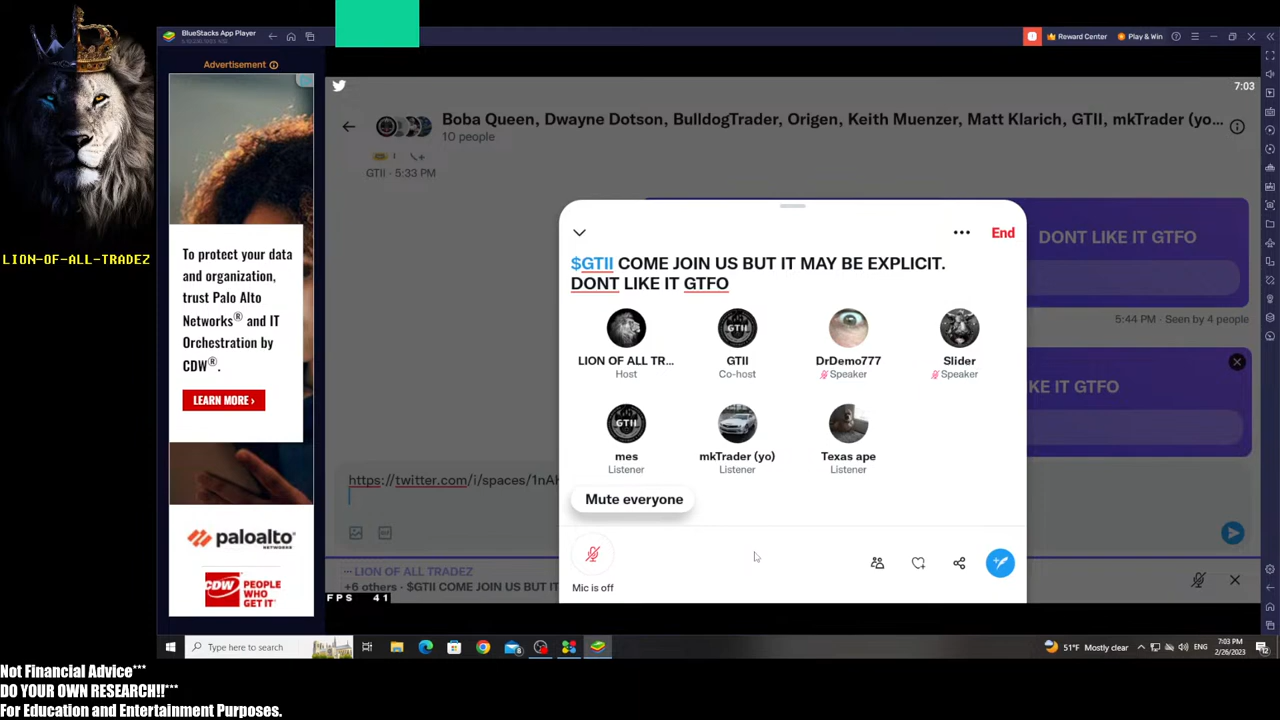 BlueStacks App Player
Reward Center
Play & Win
Advertisement
7:03
Boba Queen, Dwayne Dotson, BulldogTrader, Origen, Keith Muenzer, Matt Klarich, GTII, mkTrader (yo...
10 people
1
GTII - 5:33 PM
To protect your data
and organization,
trust Palo Alto
Networks® and IT
Orchestration by
CDW®.
LEARN MORE ›
paloalto
NETWORKS
CDW
PEOPLE
WHO
GET IT
LION-OF-ALL-TRADEZ
DONT LIKE IT GTFO
5:44 PM · Seen by 4 people
KE IT GTFO
End
$GTII COME JOIN US BUT IT MAY BE EXPLICIT.
DONT LIKE IT GTFO
LION OF ALL TR...
Host
GTII
GTII
Co-host
DrDemo777
Speaker
Slider
Speaker
GTII
mes
Listener
mkTrader (yo)
Listener
Texas ape
Listener
Mute everyone
Mic is off
https://twitter.com/i/spaces/1nAH
LION OF ALL TRADEZ
+6 others - $GTII COME JOIN US BUT IT
FPS 41
Type here to search
51°F Mostly clear
ENG
7:03 PM
2/26/2023
Not Financial Advice***
DO YOUR OWN RESEARCH!!***
For Education and Entertainment Purposes.